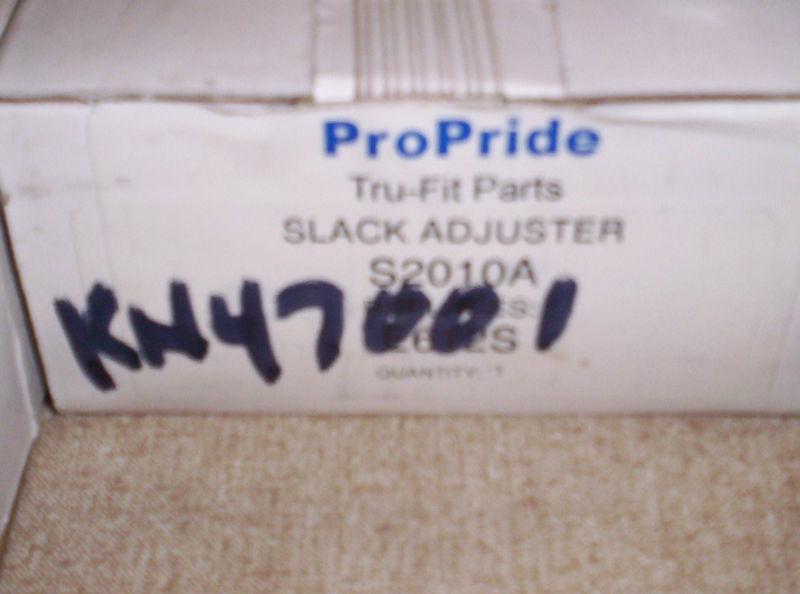 ProPride
Tru-Fit Parts
SLACK ADJUSTER
S2010A
KN47001
QUANTITY: 1